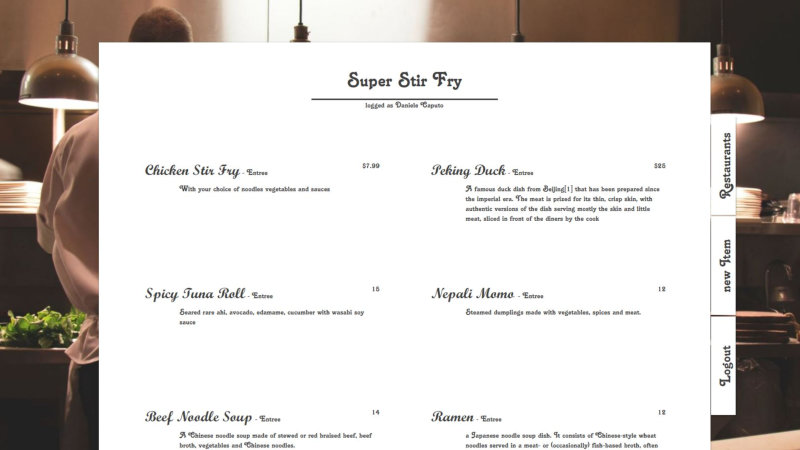 Super Stir Fry
logged as Daniele Caputo
Chicken Stir Fry - Entree
$7.99
With your choice of noodles vegetables and sauces
Peking Duck - Entree
$25
A famous duck dish from Beijing[1] that has been prepared since
the imperial era. The meat is prized for its thin, crisp skin, with
authentic versions of the dish serving mostly the skin and little
meat, sliced in front of the diners by the cook
Spicy Tuna Roll - Entree
15
Seared rare ahi, avocado, edamame, cucumber with wasabi soy
sauce
Nepali Momo - Entree
12
Steamed dumplings made with vegetables, spices and meat.
Beef Noodle Soup - Entree
14
A Chinese noodle soup made of stewed or red braised beef, beef
broth, vegetables and Chinese noodles.
Ramen - Entree
12
a Japanese noodle soup dish. It consists of Chinese-style wheat
noodles served in a meat- or (occasionally) fish-based broth, often
Restaurants
new Item
Logout